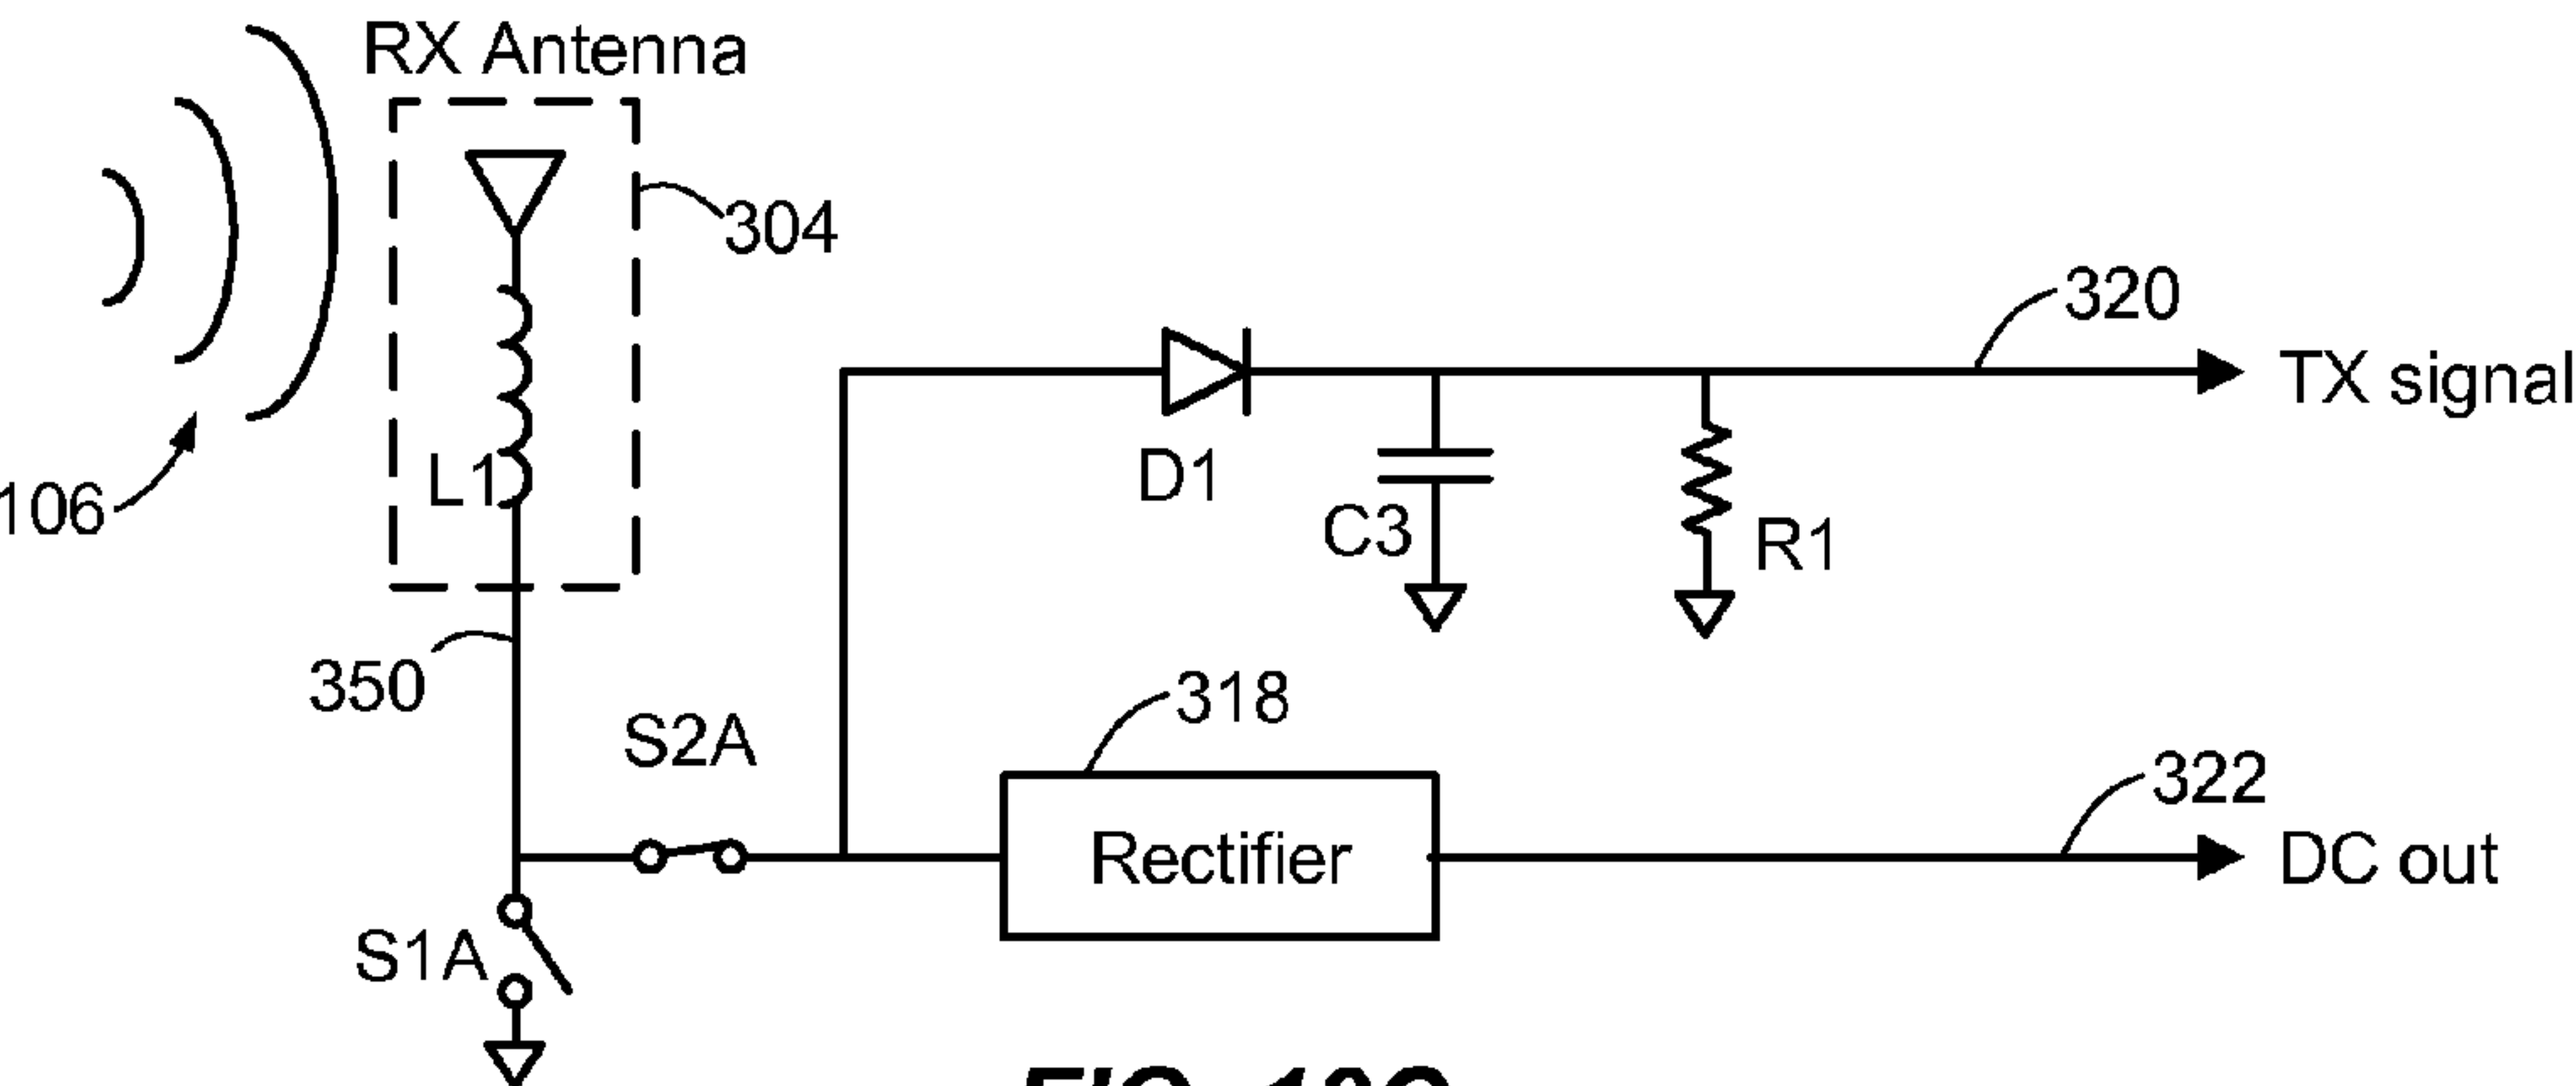 RX Antenna
304
320
TX signal
D1
L1
106
C3
R1
350
318
S2A
322
Rectifier
DC out
S1A